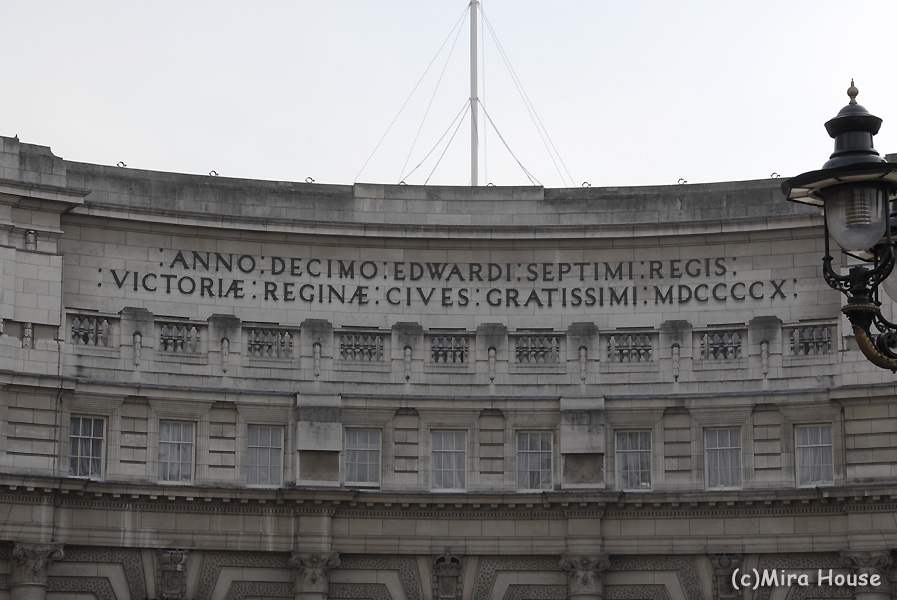 : ANNO : DECIMO : EDWARDI : SEPTIMI : REGIS :
: VICTORIÆ : REGINÆ : CIVES : GRATISSIMI : MDCCCCX :
(c)Mira House